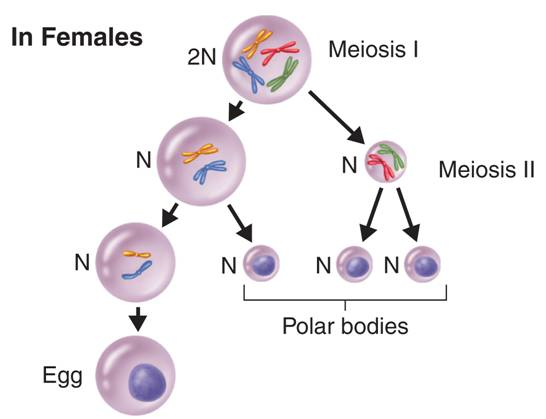 In Females
2N
Meiosis I
N
N
Meiosis II
N
N
N
N
Polar bodies
Egg